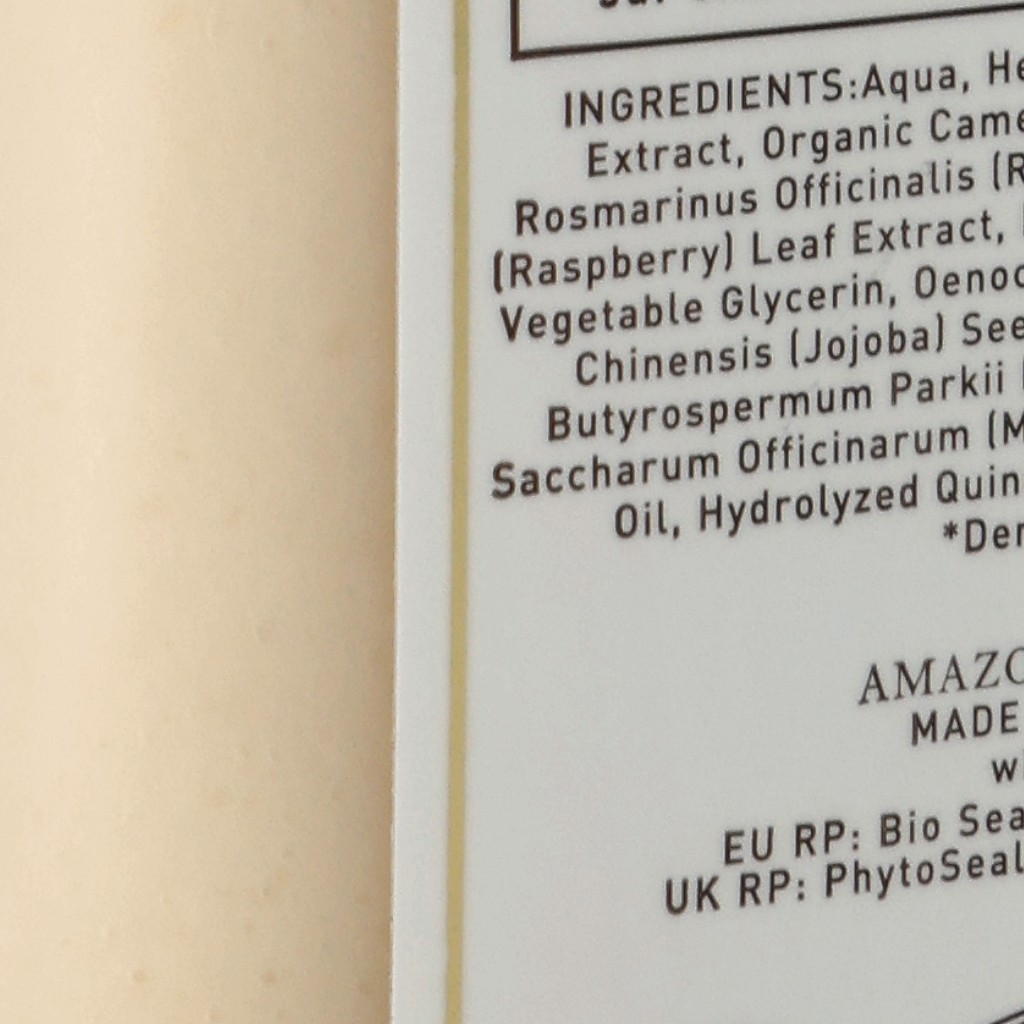 INGREDIENTS:Aqua, He
Extract, Organic Came
Rosmarinus Officinalis (R
(Raspberry) Leaf Extract,
Vegetable Glycerin, Oenoc
Chinensis (Jojoba) See
Butyrospermum Parkii
Saccharum Officinarum (M
Oil, Hydrolyzed Quin
*Der
AMAZO
MADE
wi
EU RP: Bio Sea
UK RP: PhytoSeal